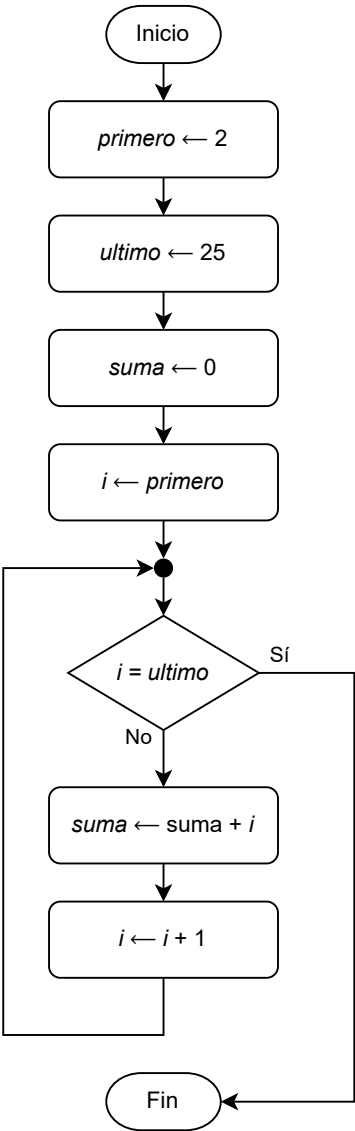 Inicio
primero ← 2
ultimo ← 25
suma ← 0
i ← primero
i = ultimo
Sí
No
suma ← suma + i
i ← i + 1
Fin